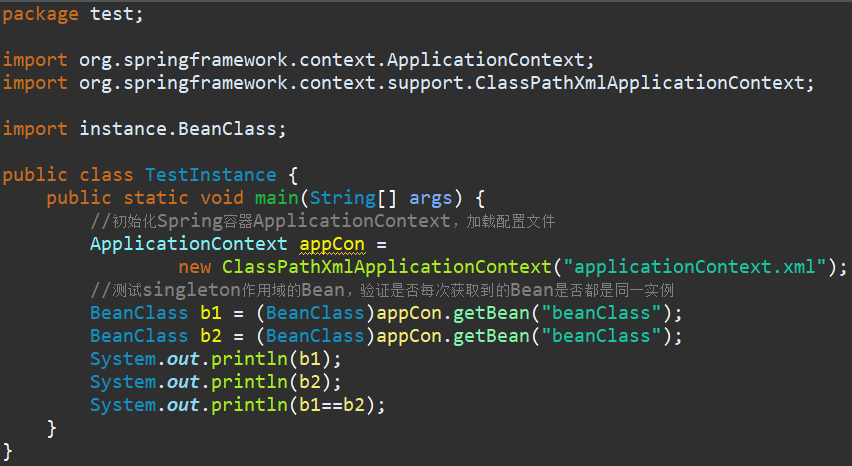 package test;
import org.springframework.context.ApplicationContext;
import org.springframework.context.support.ClassPathXmlApplicationContext;
import instance.BeanClass;
public class TestInstance {
    public static void main(String[] args) {
        //初始化Spring容器ApplicationContext，加载配置文件
        ApplicationContext appCon =
                new ClassPathXmlApplicationContext("applicationContext.xml");
        //测试singleton作用域的Bean，验证是否每次获取到的Bean是否都是同一实例
        BeanClass b1 = (BeanClass)appCon.getBean("beanClass");
        BeanClass b2 = (BeanClass)appCon.getBean("beanClass");
        System.out.println(b1);
        System.out.println(b2);
        System.out.println(b1==b2);
    }
}